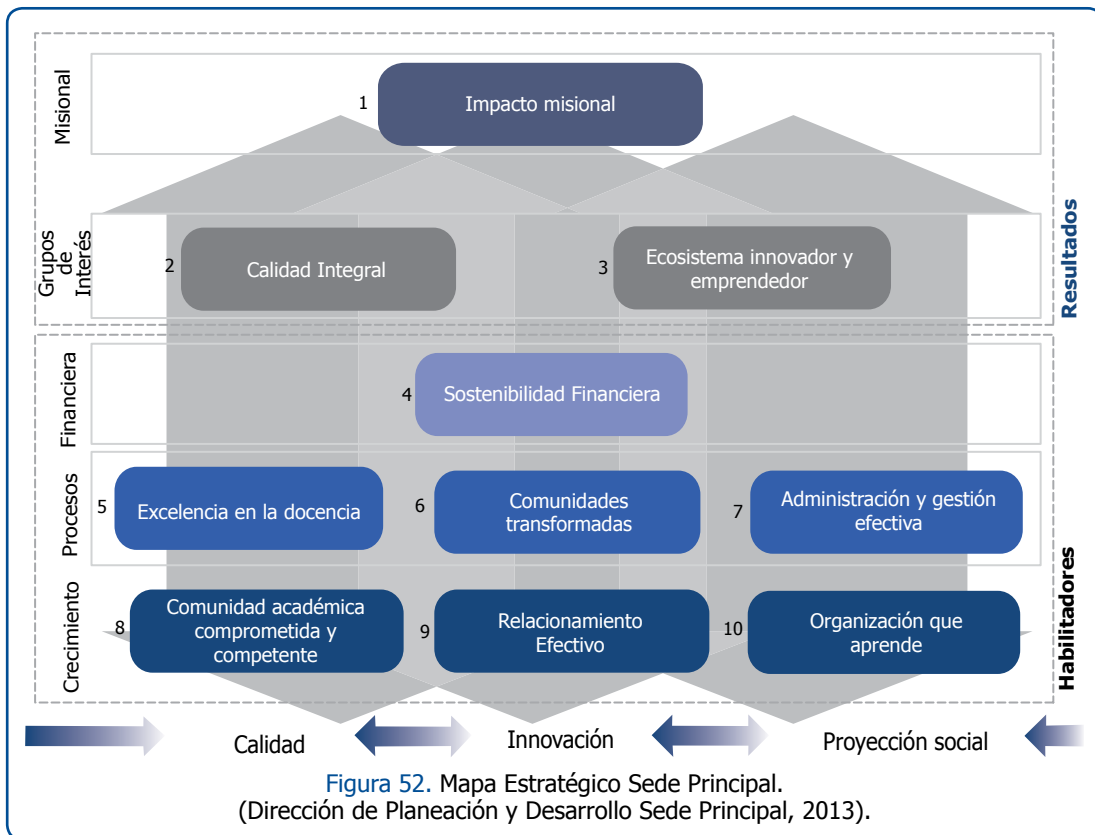 Misional
1
Impacto misional
Grupos
de
Interés
2
Calidad Integral
3
Ecosistema innovador y
emprendedor
Resultados
Financiera
4
Sostenibilidad Financiera
Procesos
5
Excelencia en la docencia
6
Comunidades
transformadas
7
Administración y gestión
efectiva
Crecimiento
8
Comunidad académica
comprometida y
competente
9
Relacionamiento
Efectivo
10
Organización que
aprende
Habilitadores
Calidad
Innovación
Proyección social
Figura 52. Mapa Estratégico Sede Principal.
(Dirección de Planeación y Desarrollo Sede Principal, 2013).